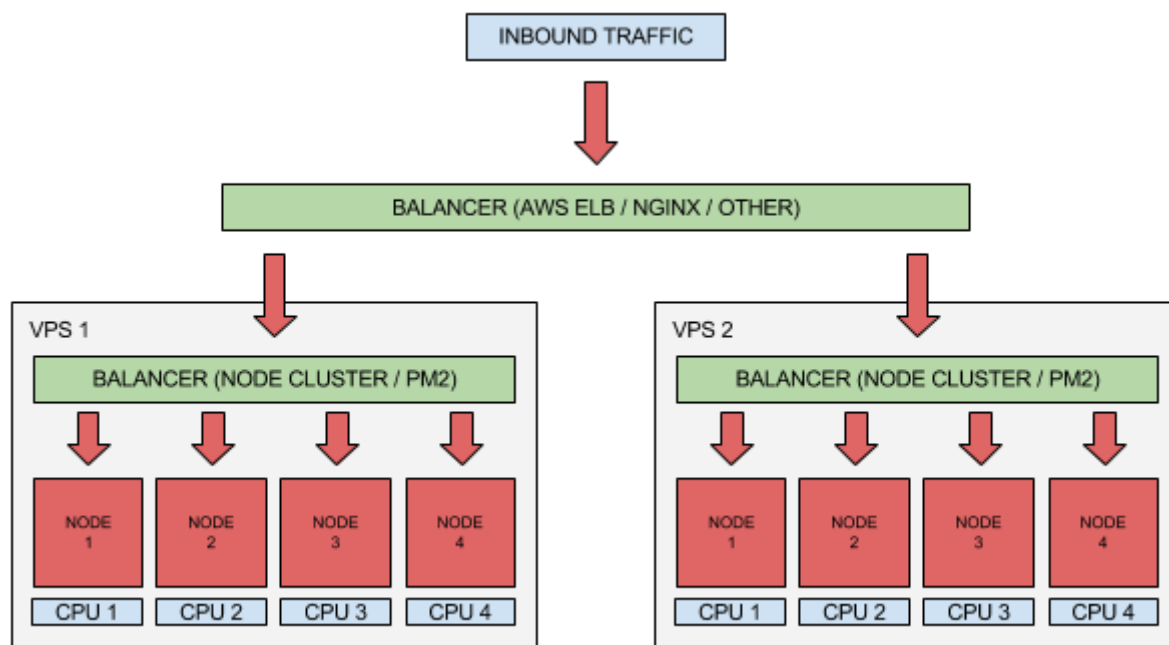 INBOUND TRAFFIC
BALANCER (AWS ELB / NGINX / OTHER)
VPS 1
BALANCER (NODE CLUSTER / PM2)
NODE
1
NODE
2
NODE
3
NODE
4
CPU 1
CPU 2
CPU 3
CPU 4
VPS 2
BALANCER (NODE CLUSTER / PM2)
NODE
1
NODE
2
NODE
3
NODE
4
CPU 1
CPU 2
CPU 3
CPU 4